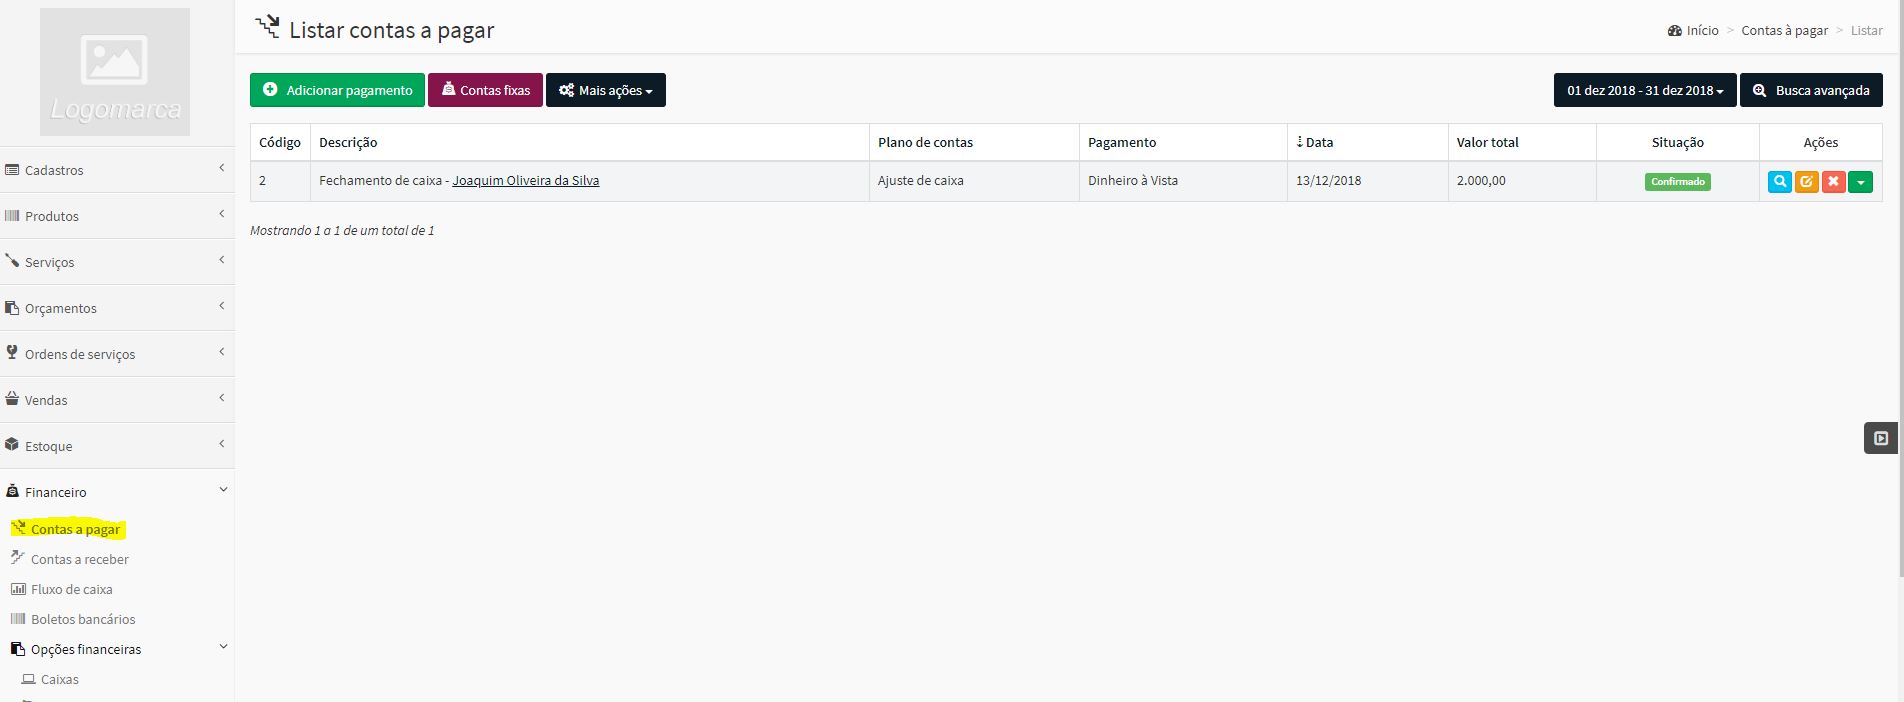 Logomarca
Cadastros
Produtos
Serviços
Orçamentos
Ordens de serviços
Vendas
Estoque
Financeiro
Contas a pagar
Contas a receber
Fluxo de caixa
Boletos bancários
Opções financeiras
Caixas
Listar contas a pagar
Início > Contas à pagar > Listar
Adicionar pagamento Contas fixas Mais ações
01 dez 2018 - 31 dez 2018 Busca avançada
Código Descrição Plano de contas Pagamento Data Valor total Situação Ações
2 Fechamento de caixa - Joaquim Oliveira da Silva Ajuste de caixa Dinheiro à Vista 13/12/2018 2.000,00 Confirmado
Mostrando 1 a 1 de um total de 1